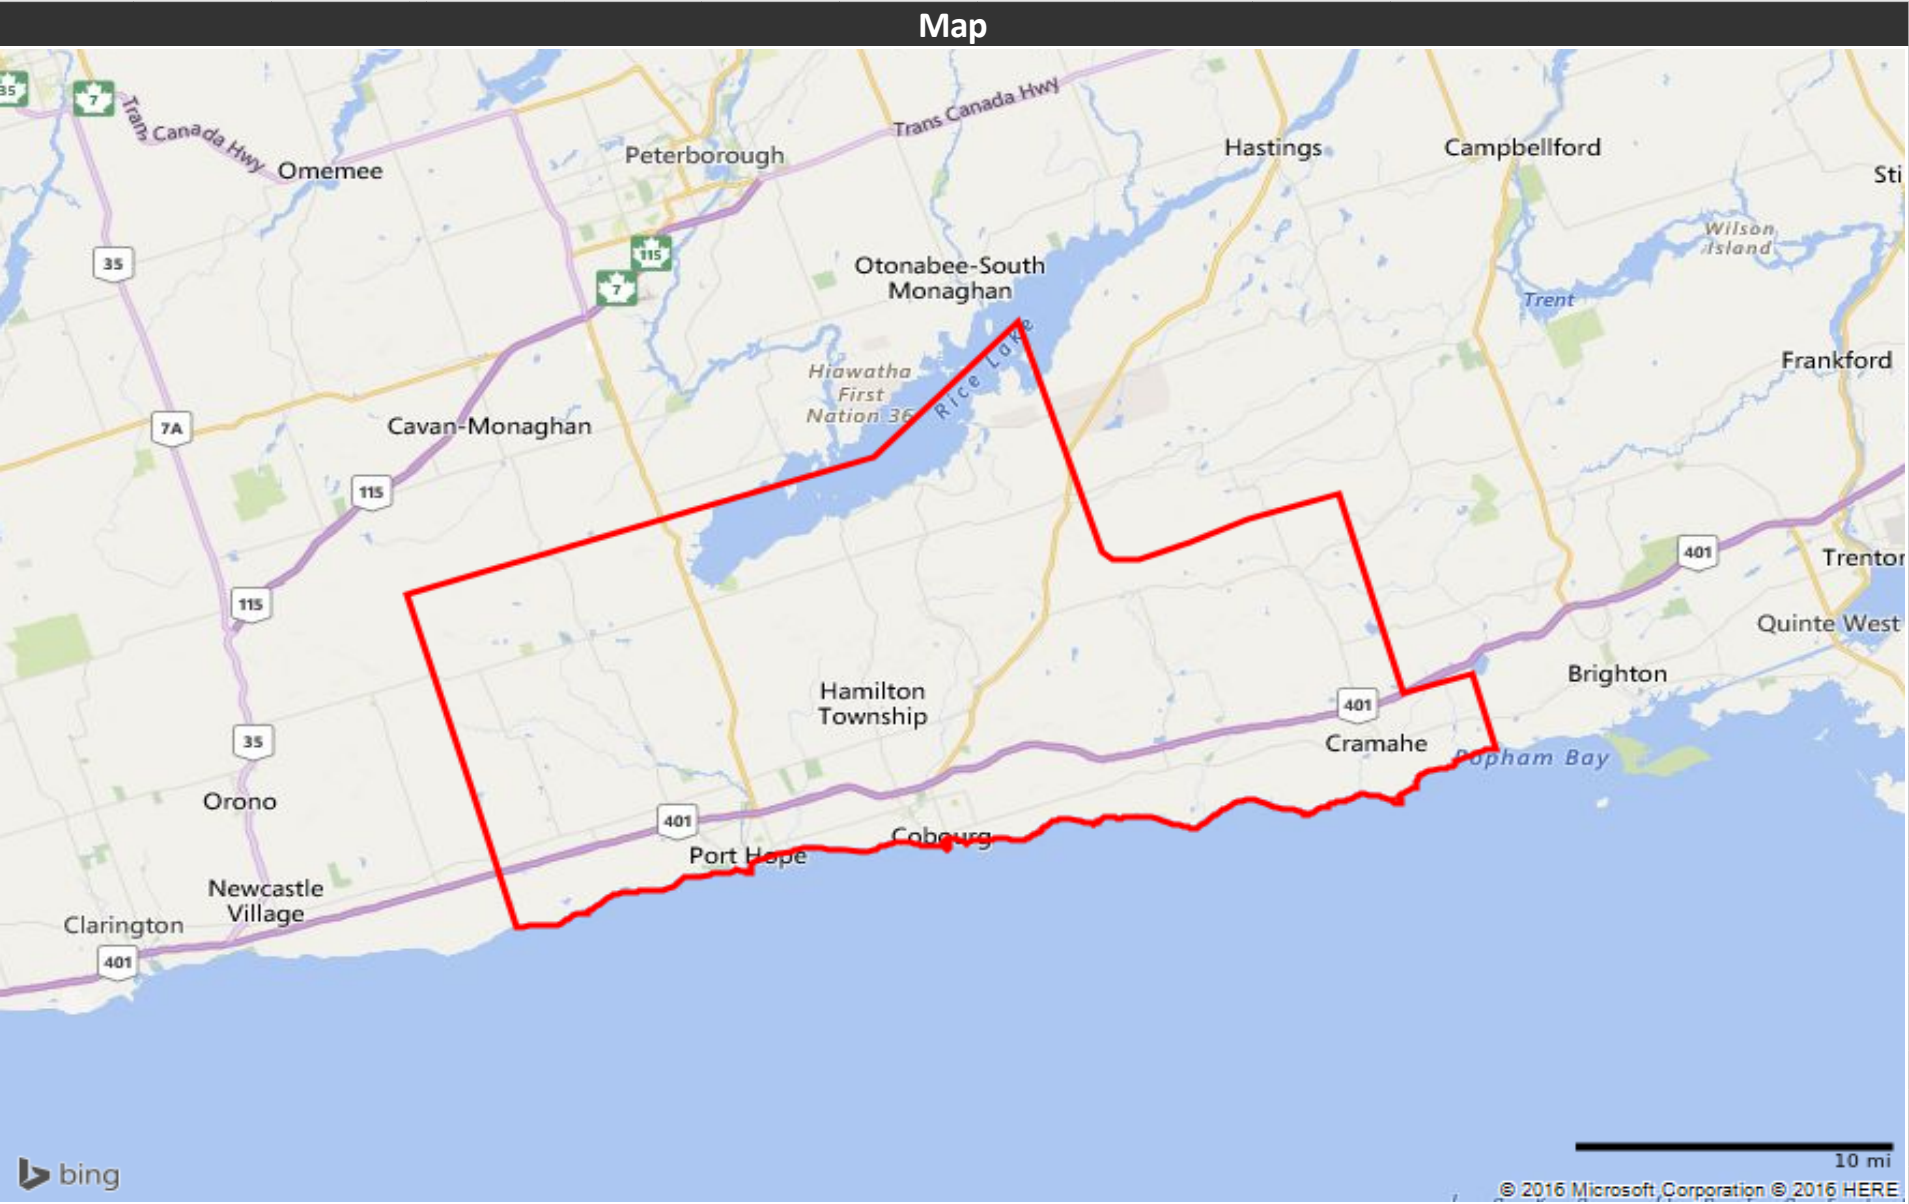 Map
35
7
Trans Canada Hwy
Omemee
Peterborough
Trans Canada Hwy
Hastings
Campbellford
Sti
35
115
7
Otonabee-South
Monaghan
Wilson
Island
Trent
Rice Lake
Hiawatha
First
Nation 36
Frankford
7A
Cavan-Monaghan
115
401
Trenton
115
Quinte West
Hamilton
Township
Brighton
401
35
Cramahe
Popham Bay
Orono
401
Cobourg
Port Hope
Newcastle
Village
Clarington
401
bing
10 mi
© 2016 Microsoft Corporation © 2016 HERE